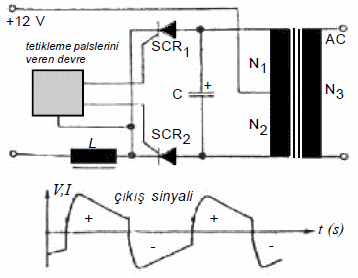 +12 V
AC
tetikleme palslerini
veren devre
SCR1
N1
N3
C
+
N2
SCR2
L
V,I
çıkış sinyali
+
+
t (s)
-
-